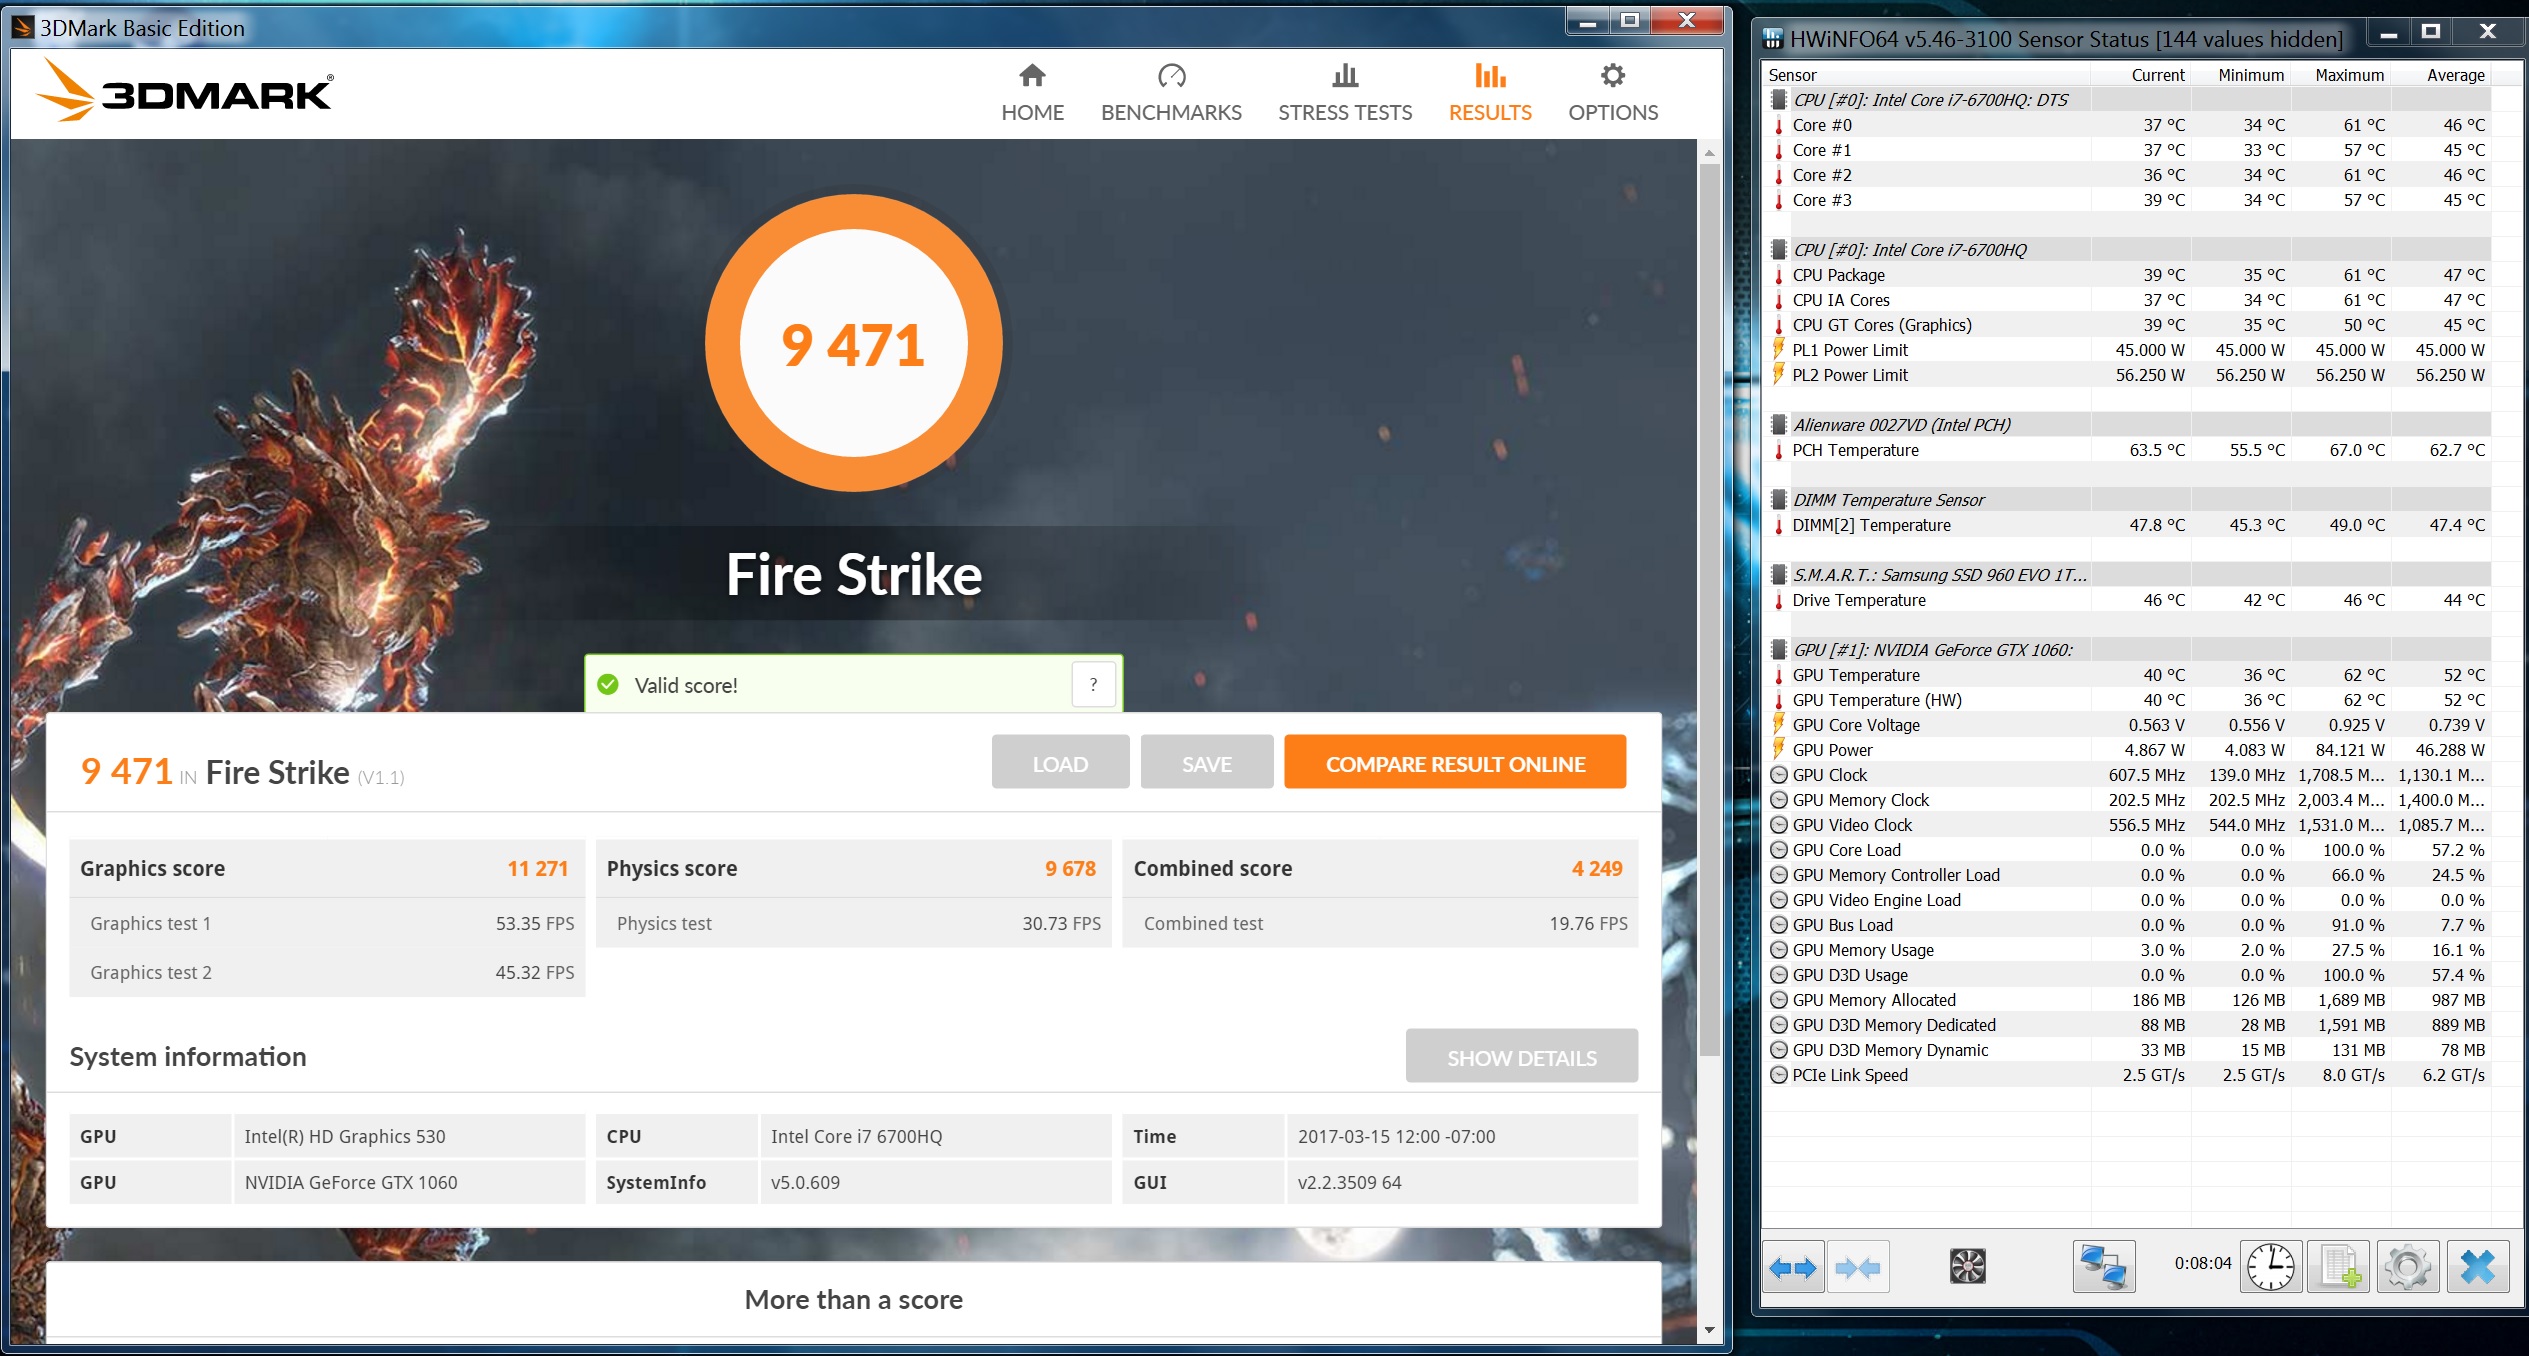 3DMark Basic Edition
3DMARK®
HOME
BENCHMARKS
STRESS TESTS
RESULTS
OPTIONS
9 471
Fire Strike
Valid score!
?
9 471 IN Fire Strike (V1.1)
LOAD
SAVE
COMPARE RESULT ONLINE
Graphics score 11 271
Graphics test 1 53.35 FPS
Graphics test 2 45.32 FPS
Physics score 9 678
Physics test 30.73 FPS
Combined score 4 249
Combined test 19.76 FPS
System information
SHOW DETAILS
GPU Intel(R) HD Graphics 530 CPU Intel Core i7 6700HQ Time 2017-03-15 12:00 -07:00
GPU NVIDIA GeForce GTX 1060 SystemInfo v5.0.609 GUI v2.2.3509 64
More than a score
HWiNFO64 v5.46-3100 Sensor Status [144 values hidden]
Sensor Current Minimum Maximum Average
CPU [#0]: Intel Core i7-6700HQ: DTS
Core #0 37 °C 34 °C 61 °C 46 °C
Core #1 37 °C 33 °C 57 °C 45 °C
Core #2 36 °C 34 °C 61 °C 46 °C
Core #3 39 °C 34 °C 57 °C 45 °C
CPU [#0]: Intel Core i7-6700HQ
CPU Package 39 °C 35 °C 61 °C 47 °C
CPU IA Cores 37 °C 34 °C 61 °C 47 °C
CPU GT Cores (Graphics) 39 °C 35 °C 50 °C 45 °C
PL1 Power Limit 45.000 W 45.000 W 45.000 W 45.000 W
PL2 Power Limit 56.250 W 56.250 W 56.250 W 56.250 W
Alienware 0027VD (Intel PCH)
PCH Temperature 63.5 °C 55.5 °C 67.0 °C 62.7 °C
DIMM Temperature Sensor
DIMM[2] Temperature 47.8 °C 45.3 °C 49.0 °C 47.4 °C
S.M.A.R.T.: Samsung SSD 960 EVO 1T...
Drive Temperature 46 °C 42 °C 46 °C 44 °C
GPU [#1]: NVIDIA GeForce GTX 1060:
GPU Temperature 40 °C 36 °C 62 °C 52 °C
GPU Temperature (HW) 40 °C 36 °C 62 °C 52 °C
GPU Core Voltage 0.563 V 0.556 V 0.925 V 0.739 V
GPU Power 4.867 W 4.083 W 84.121 W 46.288 W
GPU Clock 607.5 MHz 139.0 MHz 1,708.5 M... 1,130.1 M...
GPU Memory Clock 202.5 MHz 202.5 MHz 2,003.4 M... 1,400.0 M...
GPU Video Clock 556.5 MHz 544.0 MHz 1,531.0 M... 1,085.7 M...
GPU Core Load 0.0 % 0.0 % 100.0 % 57.2 %
GPU Memory Controller Load 0.0 % 0.0 % 66.0 % 24.5 %
GPU Video Engine Load 0.0 % 0.0 % 0.0 % 0.0 %
GPU Bus Load 0.0 % 0.0 % 91.0 % 7.7 %
GPU Memory Usage 3.0 % 2.0 % 27.5 % 16.1 %
GPU D3D Usage 0.0 % 0.0 % 100.0 % 57.4 %
GPU Memory Allocated 186 MB 126 MB 1,689 MB 987 MB
GPU D3D Memory Dedicated 88 MB 28 MB 1,591 MB 889 MB
GPU D3D Memory Dynamic 33 MB 15 MB 131 MB 78 MB
PCIe Link Speed 2.5 GT/s 2.5 GT/s 8.0 GT/s 6.2 GT/s
0:08:04